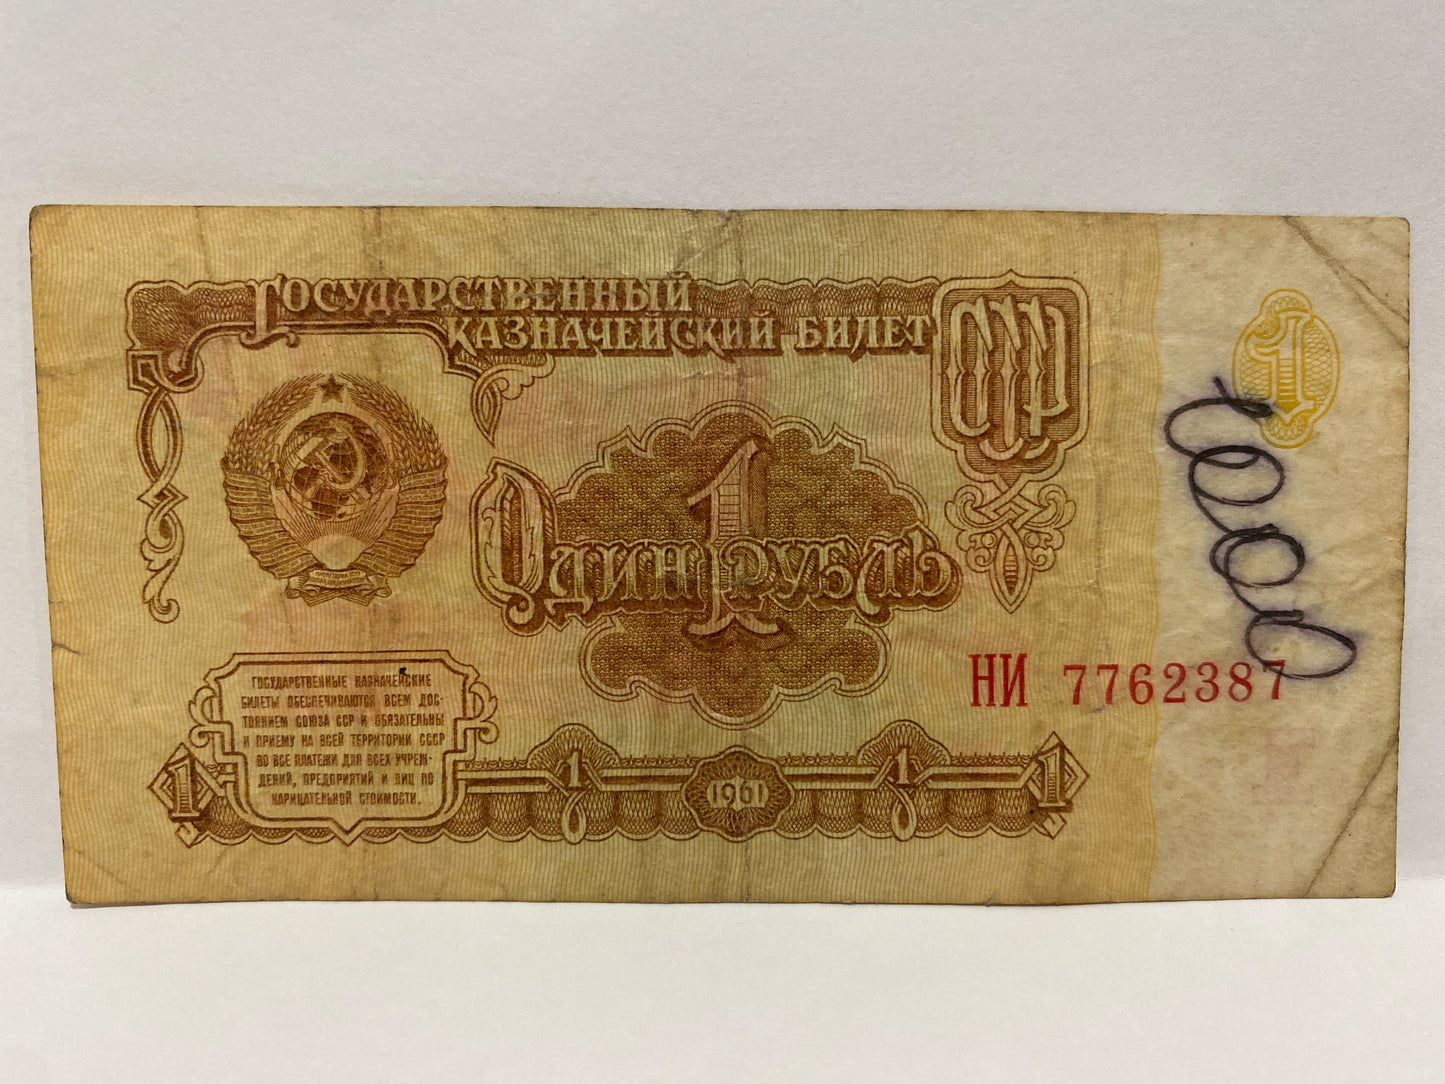 ГОСУДАРСТВЕННЫЙ
КАЗНАЧЕЙСКИЙ БИЛЕТ
СССР
1
1
ОДИН РУБЛЬ
НИ 7762387
ГОСУДАРСТВЕННЫЕ КАЗНАЧЕЙСКИЕ
БИЛЕТЫ ОБЕСПЕЧИВАЮТСЯ ВСЕМ ДОС-
ТОЯНИЕМ СОЮЗА ССР И ОБЯЗАТЕЛЬНЫ
К ПРИЕМУ НА ВСЕЙ ТЕРРИТОРИИ СССР
ВО ВСЕ ПЛАТЕЖИ ДЛЯ ВСЕХ УЧРЕЖ-
ДЕНИЙ, ПРЕДПРИЯТИЙ И ЛИЦ ПО
НАРИЦАТЕЛЬНОЙ СТОИМОСТИ.
1
1
1961
1
1